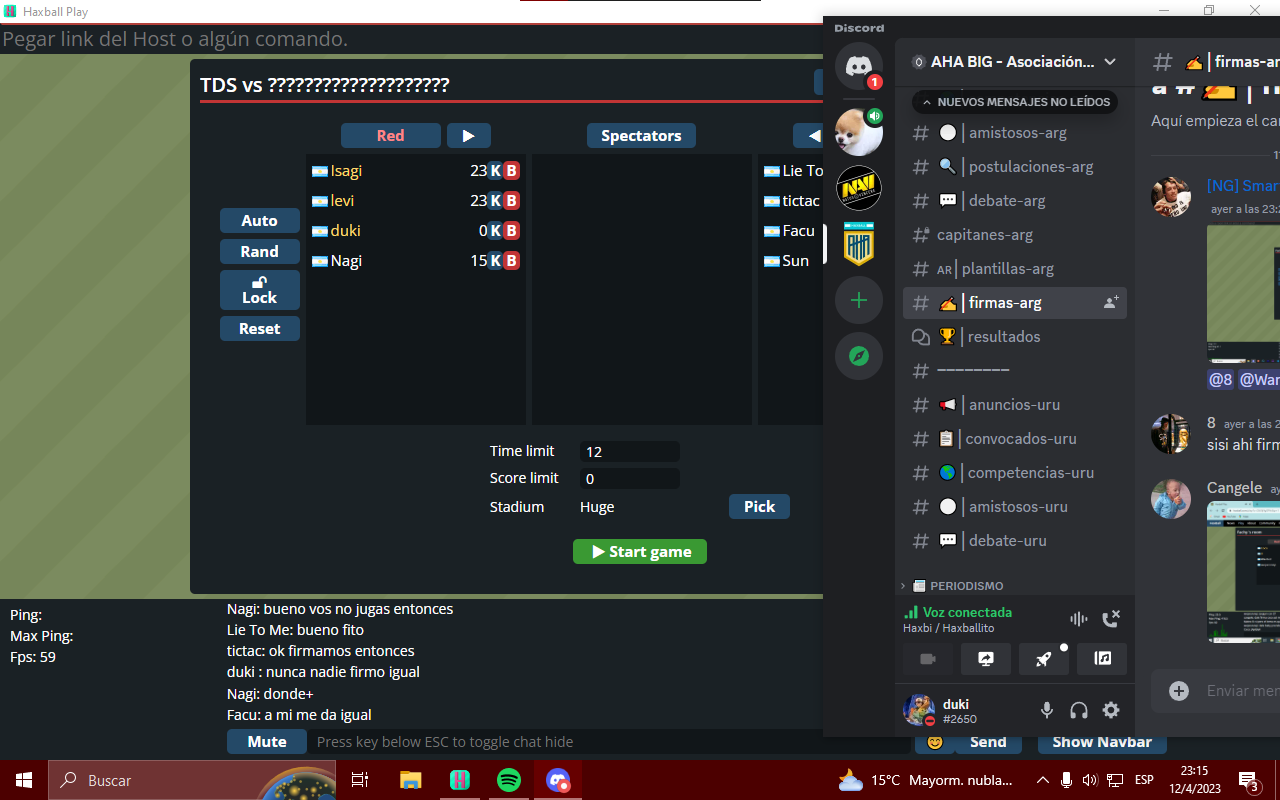 Haxball Play
Pegar link del Host o algún comando.
TDS vs ????????????????????
Red
Spectators
Isagi 23 K B
levi 23 K B
duki 0 K B
Nagi 15 K B
Lie To
tictac
Facu
Sun
Auto
Rand
Lock
Reset
Time limit 12
Score limit 0
Stadium Huge
Pick
Start game
Ping:
Max Ping:
Fps: 59
Nagi: bueno vos no jugas entonces
Lie To Me: bueno fito
tictac: ok firmamos entonces
duki : nunca nadie firmo igual
Nagi: donde+
Facu: a mi me da igual
Mute
Press key below ESC to toggle chat hide
Send
Show Navbar
Discord
1
AHA BIG - Asociación...
NUEVOS MENSAJES NO LEÍDOS
# | amistosos-arg
# | postulaciones-arg
# | debate-arg
# capitanes-arg
# AR | plantillas-arg
# | firmas-arg
| resultados
# ─────────
# | anuncios-uru
# | convocados-uru
# | competencias-uru
# | amistosos-uru
# | debate-uru
PERIODISMO
Voz conectada
Haxbi / Haxballito
duki
#2650
# | firmas-ar
Aquí empieza el ca
[NG] Smar
ayer a las 23:
@8 @War
8 ayer a las 2
sisi ahi firm
Cangele
Enviar men
Buscar
15°C Mayorm. nubla...
ESP
23:15
12/4/2023
3